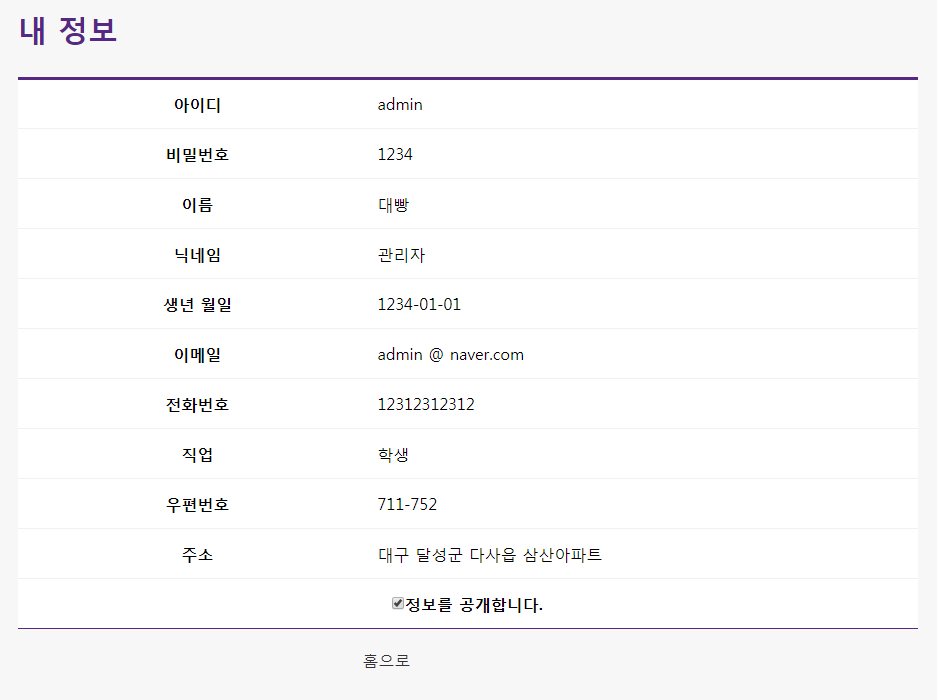 내 정보
아이디 admin
비밀번호 1234
이름 대빵
닉네임 관리자
생년 월일 1234-01-01
이메일 admin @ naver.com
전화번호 12312312312
직업 학생
우편번호 711-752
주소 대구 달성군 다사읍 삼산아파트
정보를 공개합니다.
홈으로